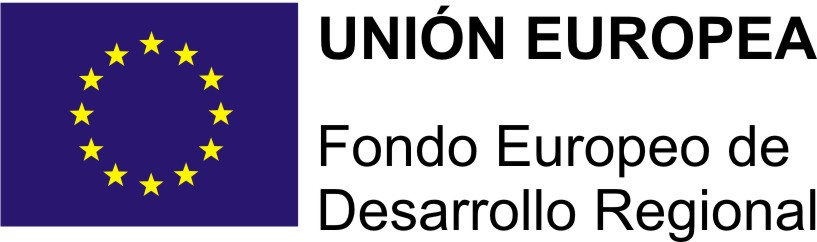 UNIÓN EUROPEA
Fondo Europeo de
Desarrollo Regional